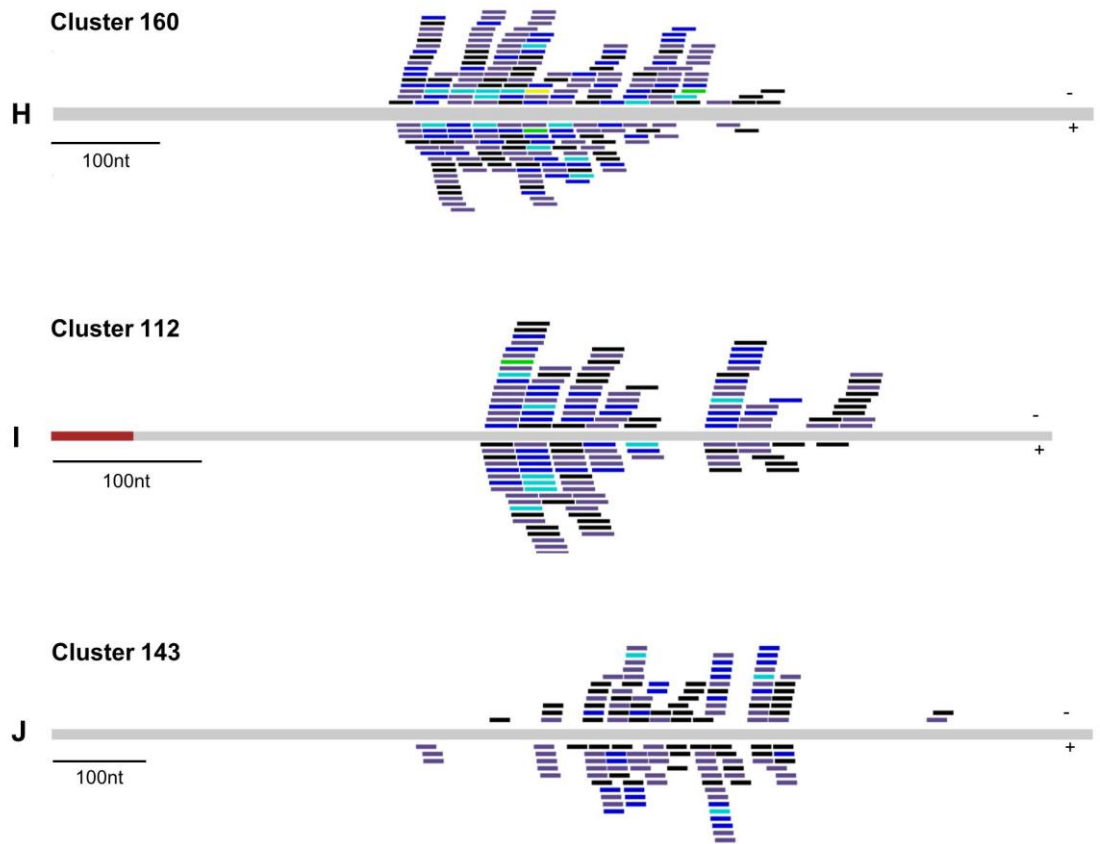 Cluster 160
-
H
+
100nt
Cluster 112
-
I
+
100nt
Cluster 143
-
J
+
100nt